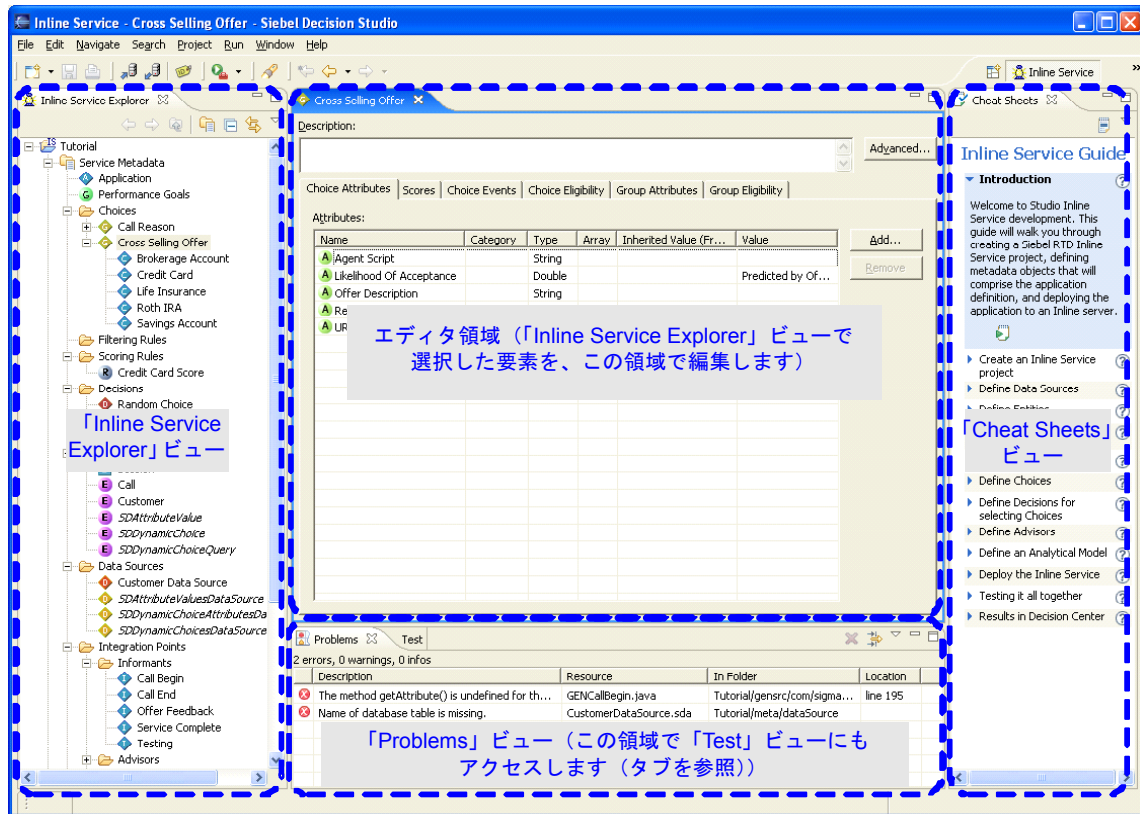 Inline Service - Cross Selling Offer - Siebel Decision Studio
File Edit Navigate Search Project Run Window Help
Inline Service
Inline Service Explorer
Tutorial
Service Metadata
Application
Performance Goals
Choices
Call Reason
Cross Selling Offer
Brokerage Account
Credit Card
Life Insurance
Roth IRA
Savings Account
Filtering Rules
Scoring Rules
Credit Card Score
Decisions
Random Choice
「Inline Service
Explorer」ビュー
Call
Customer
SDAttributeValue
SDDynamicChoice
SDDynamicChoiceQuery
Data Sources
Customer Data Source
SDAttributeValuesDataSource
SDDynamicChoiceAttributesDa
SDDynamicChoicesDataSource
Integration Points
Informants
Call Begin
Call End
Offer Feedback
Service Complete
Testing
Advisors
Cross Selling Offer
Description:
Advanced...
Choice Attributes Scores Choice Events Choice Eligibility Group Attributes Group Eligibility
Attributes:
Name Category Type Array Inherited Value (Fr... Value
Add...
Remove
Agent Script String
Likelihood Of Acceptance Double Predicted by Of...
Offer Description String
エディタ領域（「Inline Service Explorer」ビューで
選択した要素を、この領域で編集します）
Problems Test
2 errors, 0 warnings, 0 infos
Description Resource In Folder Location
The method getAttribute() is undefined for th... GENCallBegin.java Tutorial/gensrc/com/sigma... line 195
Name of database table is missing. CustomerDataSource.sda Tutorial/meta/dataSource
「Problems」ビュー（この領域で「Test」ビューにも
アクセスします（タブを参照））
Cheat Sheets
Inline Service Guide
Introduction
Welcome to Studio Inline
Service development. This
guide will walk you through
creating a Siebel RTD Inline
Service project, defining
metadata objects that will
comprise the application
definition, and deploying the
application to an Inline server.
Create an Inline Service
project
Define Data Sources
Define Entities
「Cheat Sheets」
ビュー
Define Choices
Define Decisions for
selecting Choices
Define Advisors
Define an Analytical Model
Deploy the Inline Service
Testing it all together
Results in Decision Center